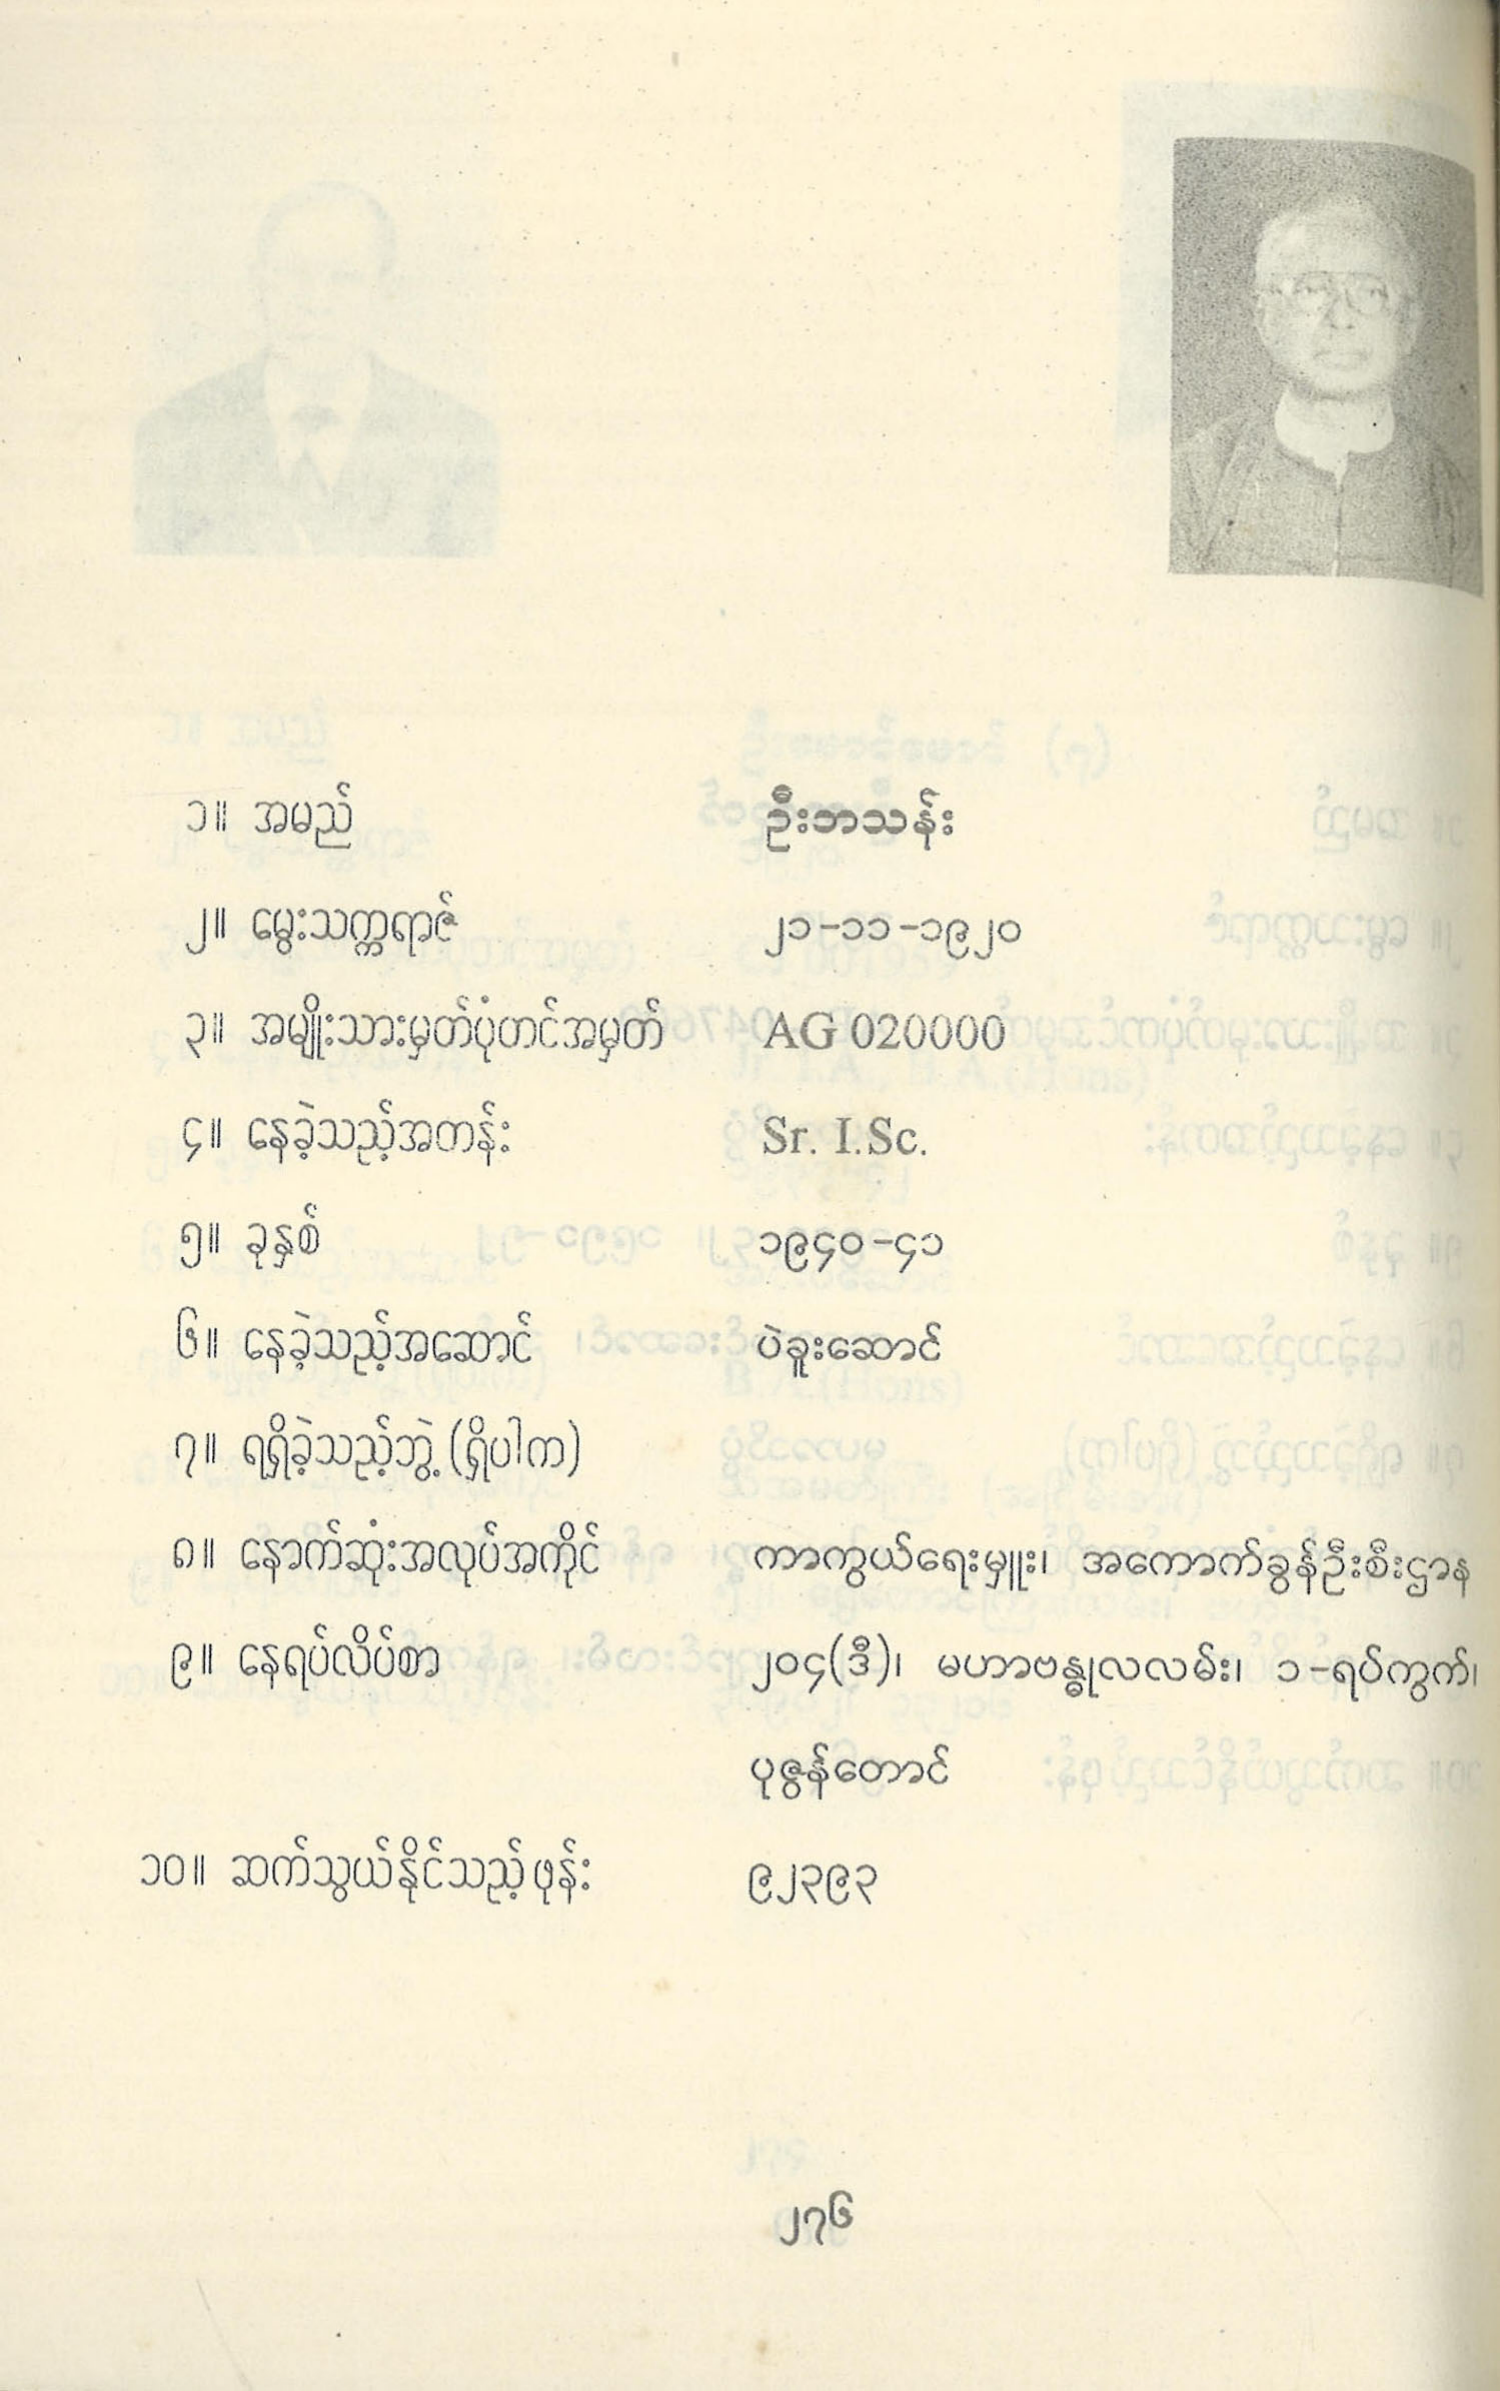 ၁။ အမည် ဦးဘသန်း
၂။ မွေးသက္ကရာဇ် ၂၁-၁၁-၁၉၂၀
၃။ အမျိုးသားမှတ်ပုံတင်အမှတ် AG 020000
၄။ နေခဲ့သည့်အတန်း Sr. I.Sc.
၅။ ခုနှစ် ၁၉၄၀-၄၁
၆။ နေခဲ့သည့်အဆောင် ပဲခူးဆောင်
၇။ ရရှိခဲ့သည့်ဘွဲ့ (ရှိပါက)
၈။ နောက်ဆုံးအလုပ်အကိုင် ကာကွယ်ရေးမှူး၊ အကောက်ခွန်ဦးစီးဌာန
၉။ နေရပ်လိပ်စာ ၂၀၄(ဒီ)၊ မဟာဗန္ဓုလလမ်း၊ ၁-ရပ်ကွက်၊
ပုဇွန်တောင်
၁၀။ ဆက်သွယ်နိုင်သည့်ဖုန်း ၉၂၃၉၃
၂၇၆